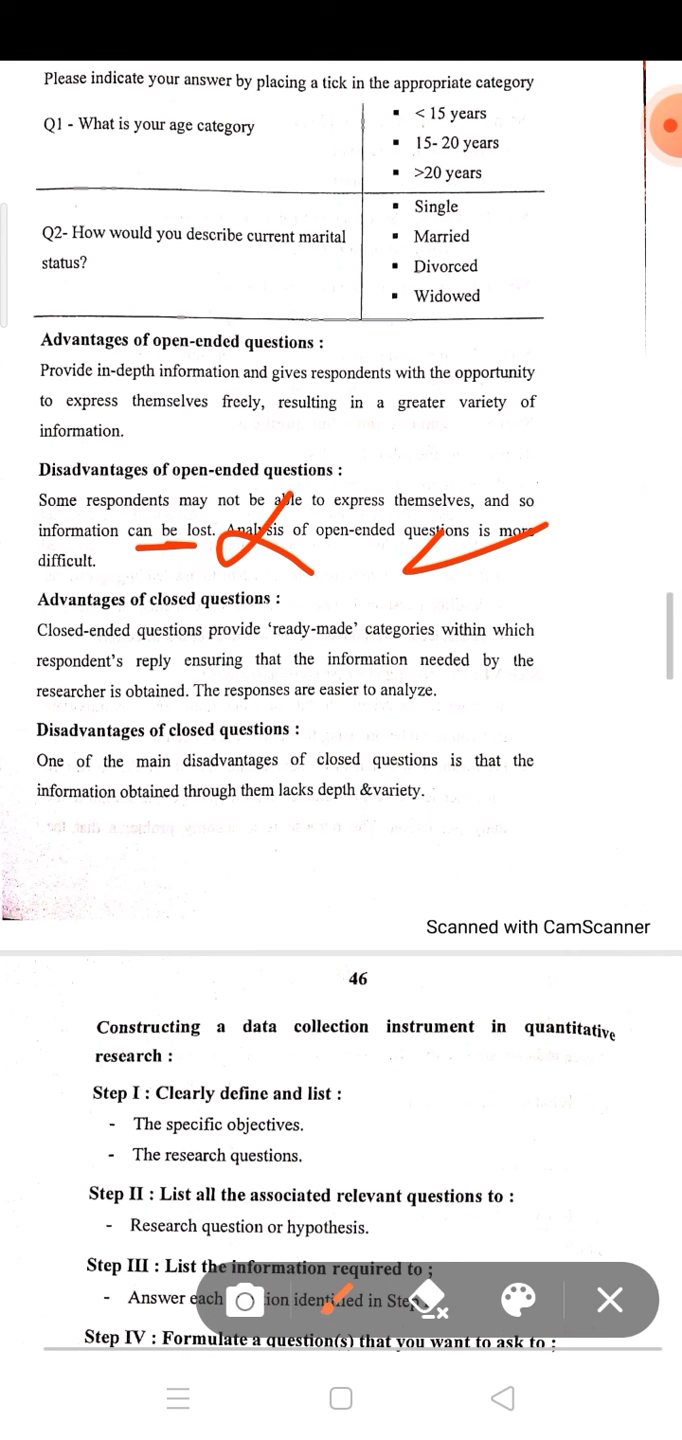 Please indicate your answer by placing a tick in the appropriate category
Q1 - What is your age category
< 15 years
15- 20 years
>20 years
Q2- How would you describe current marital
status?
Single
Married
Divorced
Widowed
Advantages of open-ended questions :
Provide in-depth information and gives respondents with the opportunity
to express themselves freely, resulting in a greater variety of
information.
Disadvantages of open-ended questions :
Some respondents may not be able to express themselves, and so
information can be lost. Analysis of open-ended questions is more
difficult.
Advantages of closed questions :
Closed-ended questions provide ‘ready-made’ categories within which
respondent’s reply ensuring that the information needed by the
researcher is obtained. The responses are easier to analyze.
Disadvantages of closed questions :
One of the main disadvantages of closed questions is that the
information obtained through them lacks depth &variety.
Scanned with CamScanner
46
Constructing a data collection instrument in quantitative
research :
Step I : Clearly define and list :
- The specific objectives.
- The research questions.
Step II : List all the associated relevant questions to :
- Research question or hypothesis.
Step III : List the information required to ;
- Answer each identified in Step
Step IV : Formulate a question(s) that you want to ask to ;